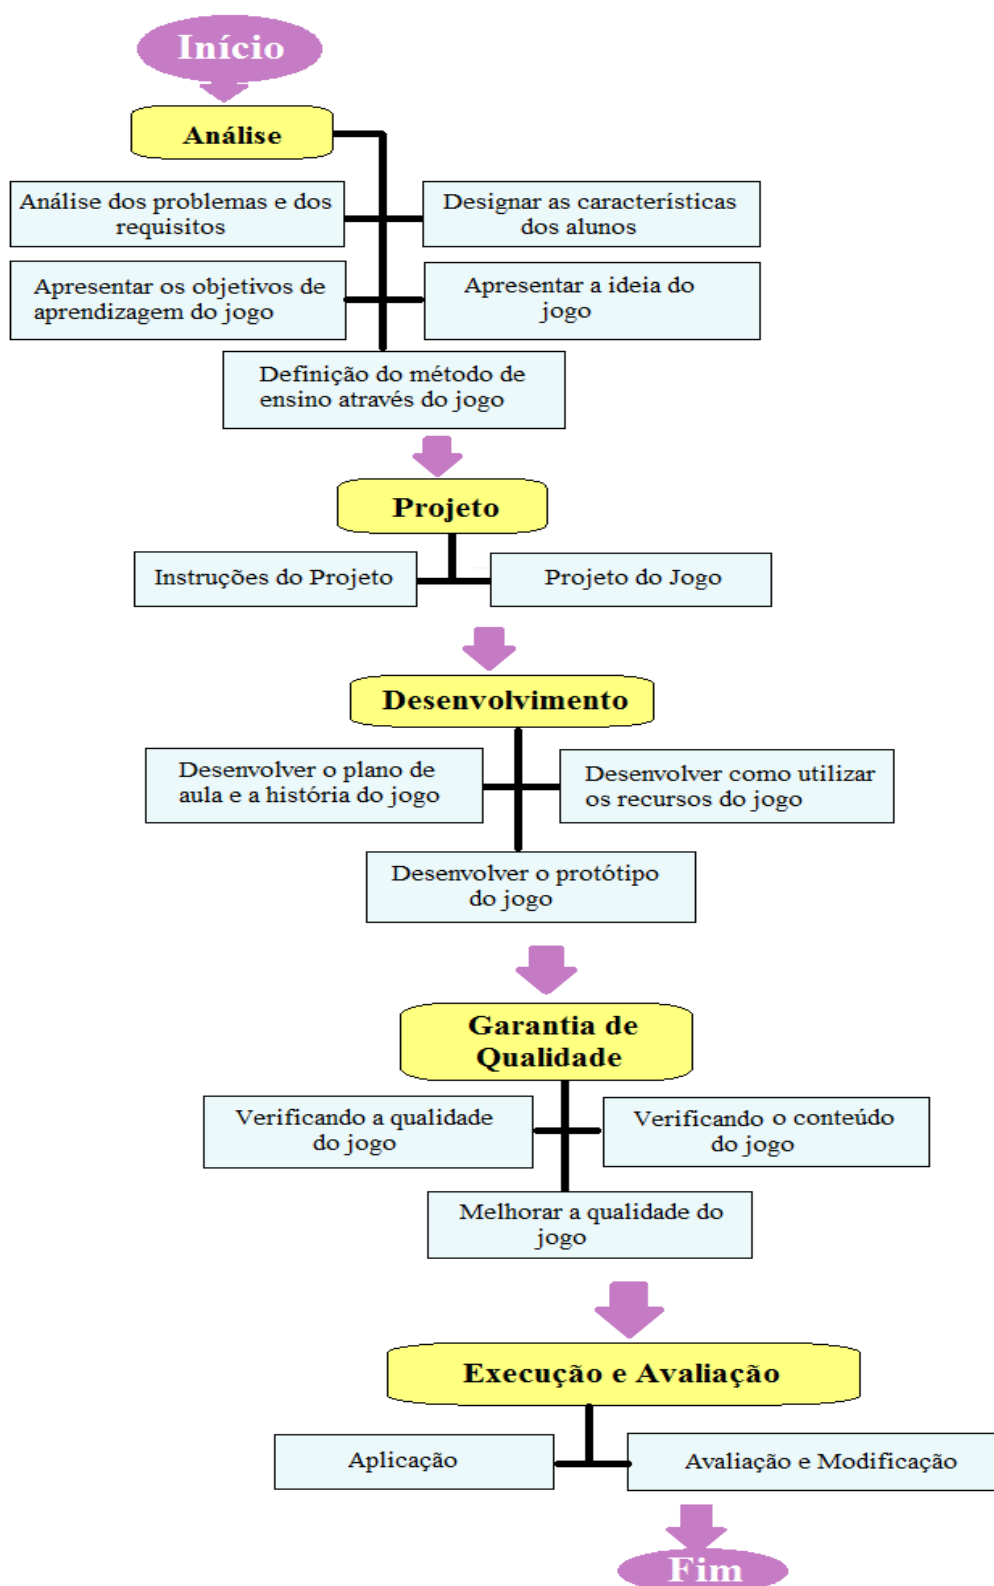 Início
Análise
Análise dos problemas e dos
requisitos
Designar as características
dos alunos
Apresentar os objetivos de
aprendizagem do jogo
Apresentar a ideia do
jogo
Definição do método de
ensino através do jogo
Projeto
Instruções do Projeto
Projeto do Jogo
Desenvolvimento
Desenvolver o plano de
aula e a história do jogo
Desenvolver como utilizar
os recursos do jogo
Desenvolver o protótipo
do jogo
Garantia de
Qualidade
Verificando a qualidade
do jogo
Verificando o conteúdo
do jogo
Melhorar a qualidade do
jogo
Execução e Avaliação
Aplicação
Avaliação e Modificação
Fim